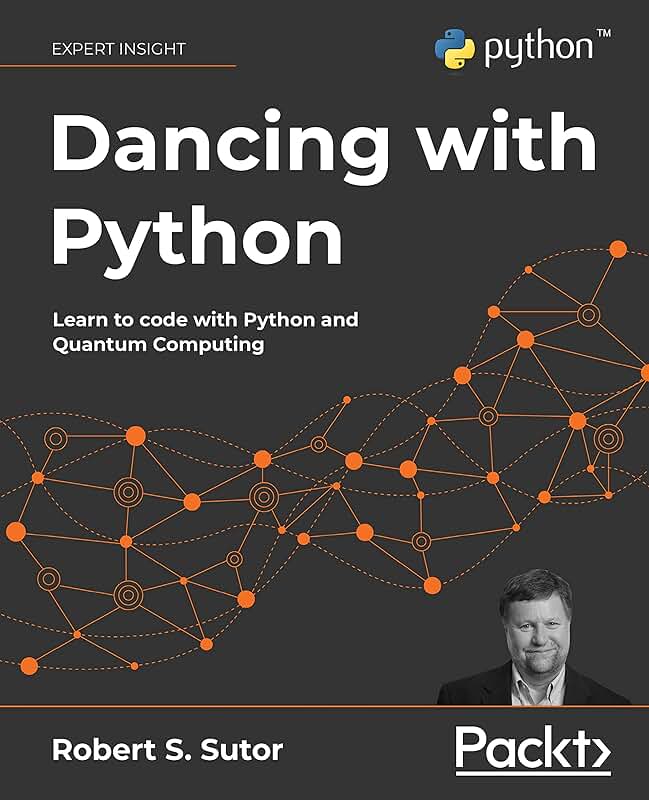 EXPERT INSIGHT
python™
Dancing with
Python
Learn to code with Python and
Quantum Computing
Robert S. Sutor
Packt>